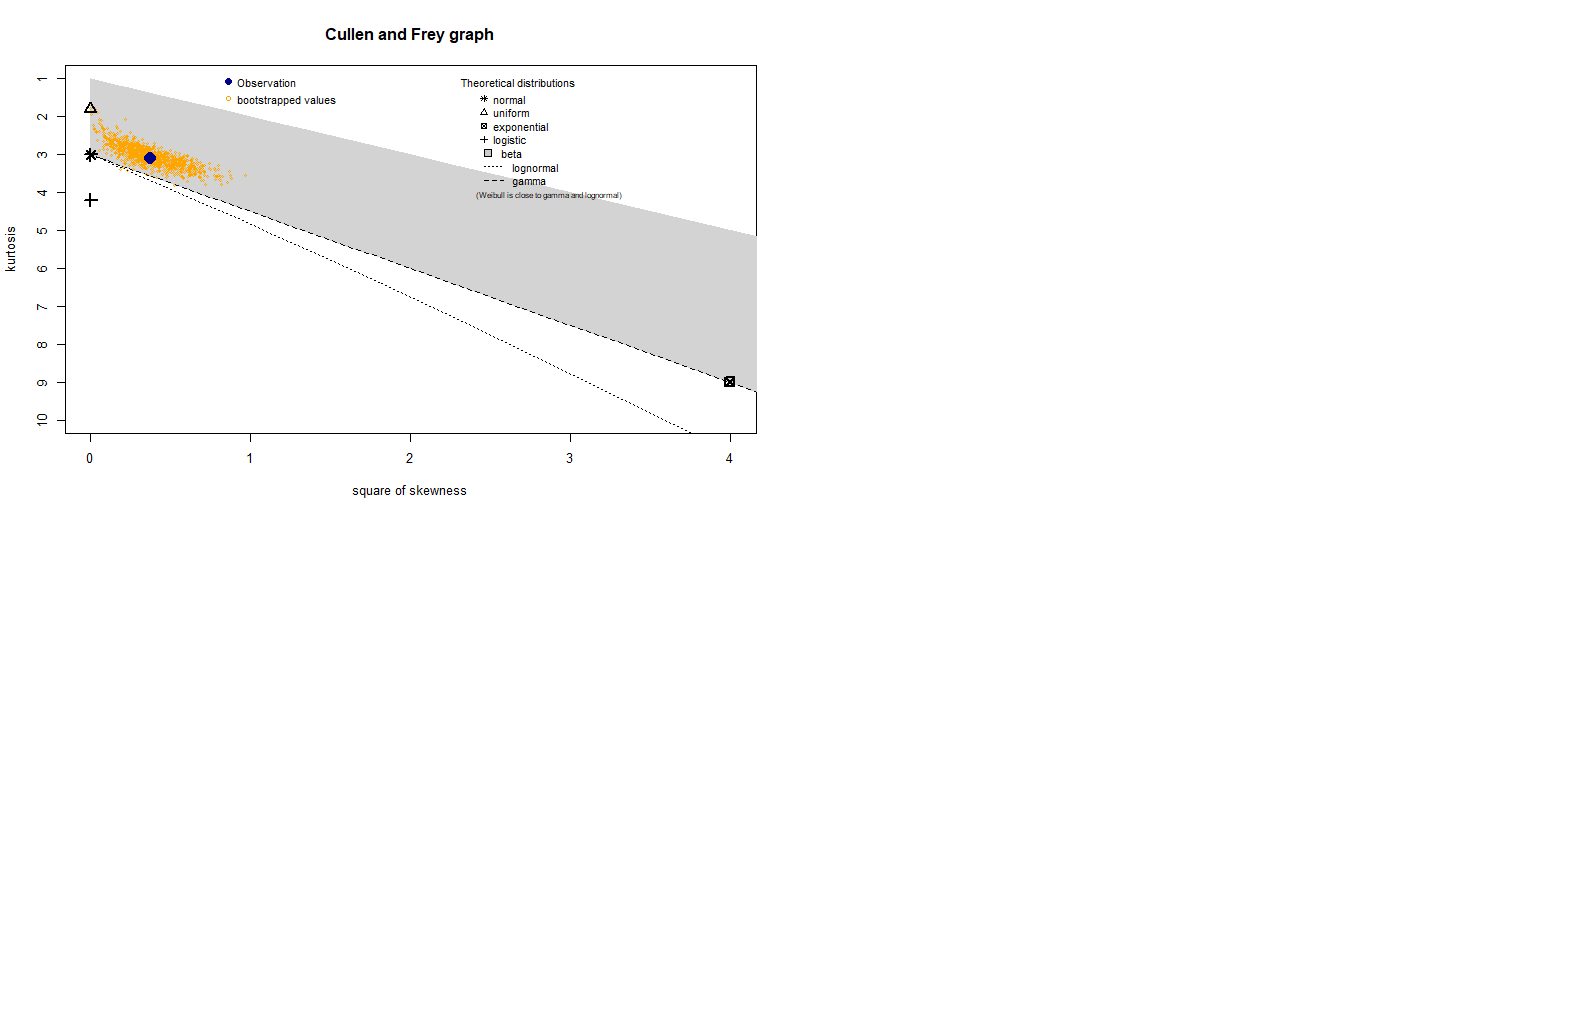 Cullen and Frey graph
Observation
bootstrapped values
Theoretical distributions
normal
uniform
exponential
logistic
beta
lognormal
gamma
(Weibull is close to gamma and lognormal)
kurtosis
1
2
3
4
5
6
7
8
9
10
0 1 2 3 4
square of skewness